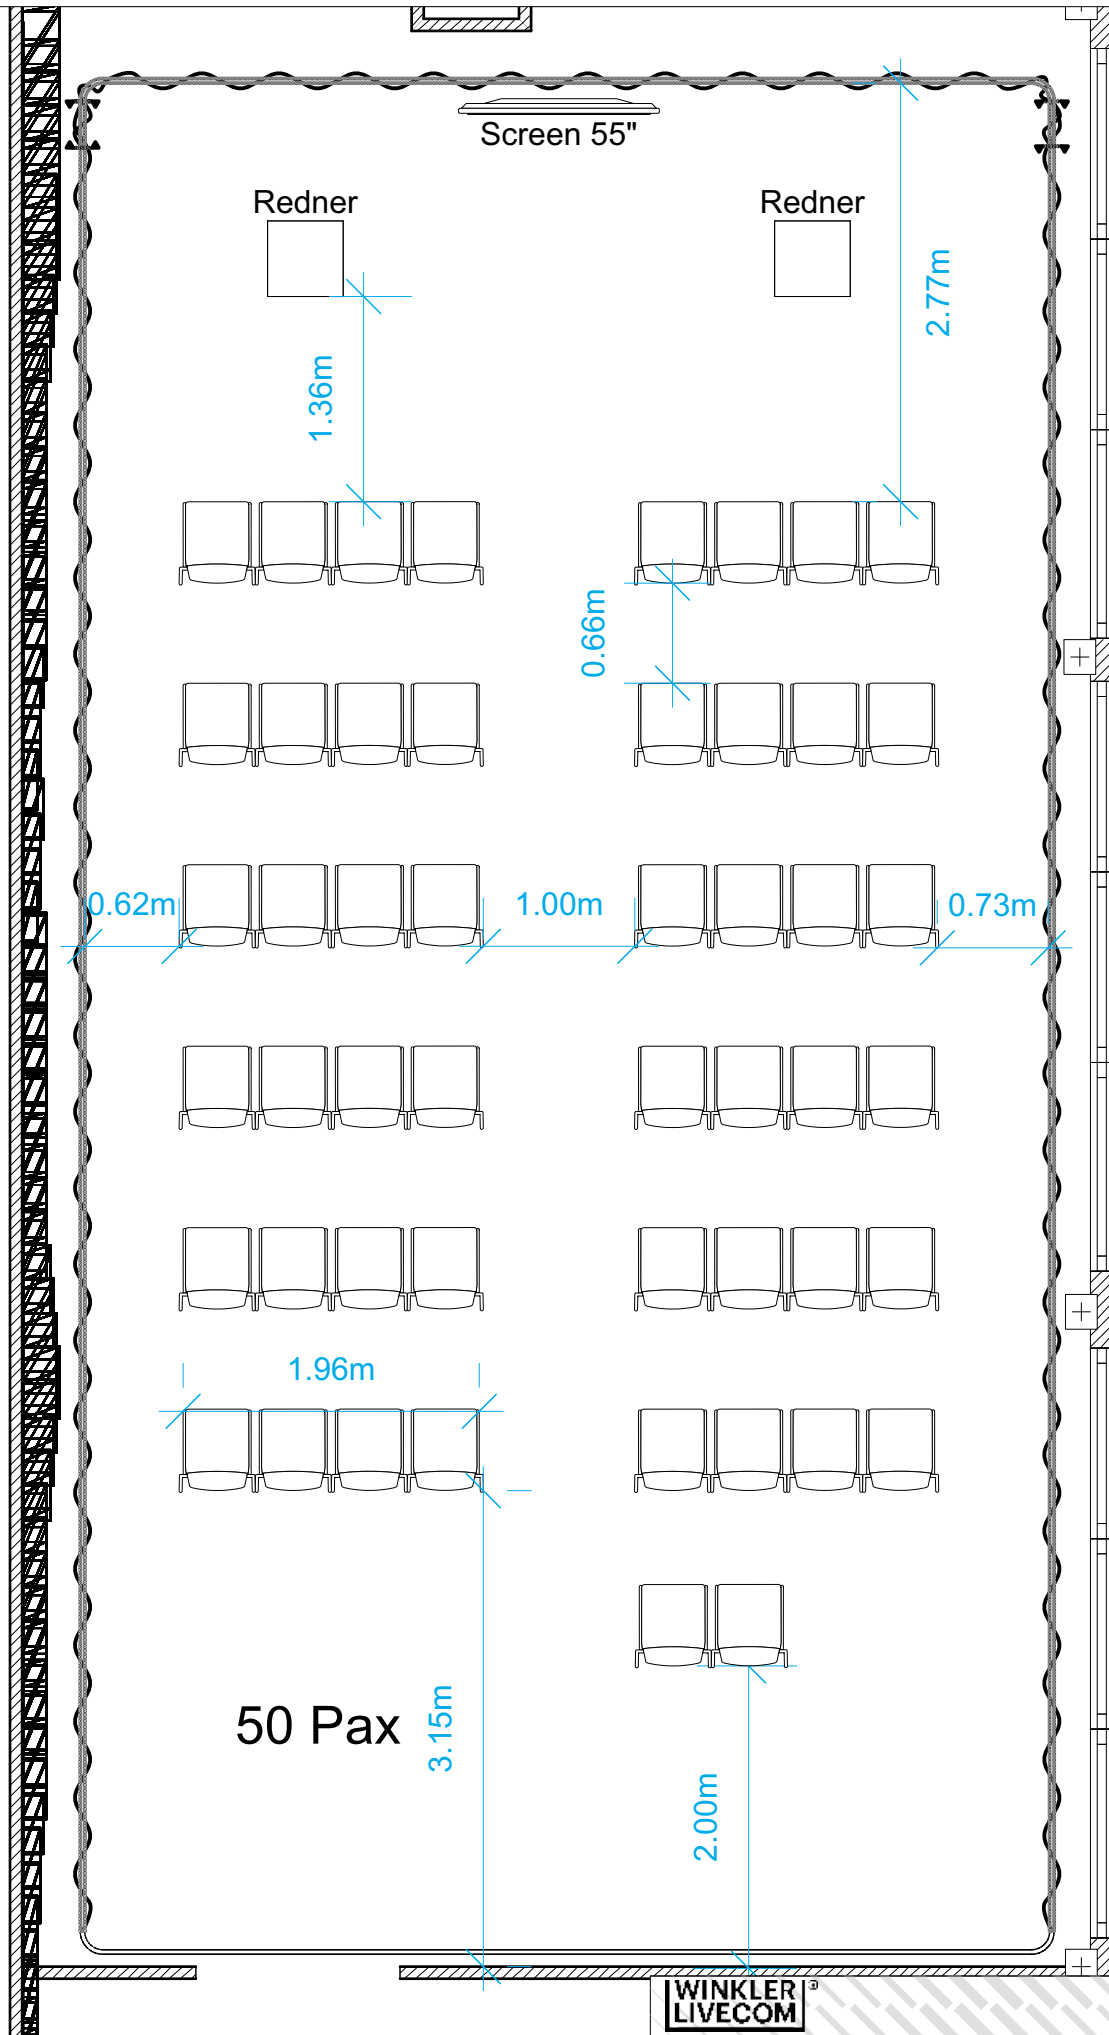 Screen 55"
Redner
Redner
2.77m
1.36m
0.66m
0.62m
1.00m
0.73m
1.96m
50 Pax
3.15m
2.00m
WINKLER®
LIVECOM